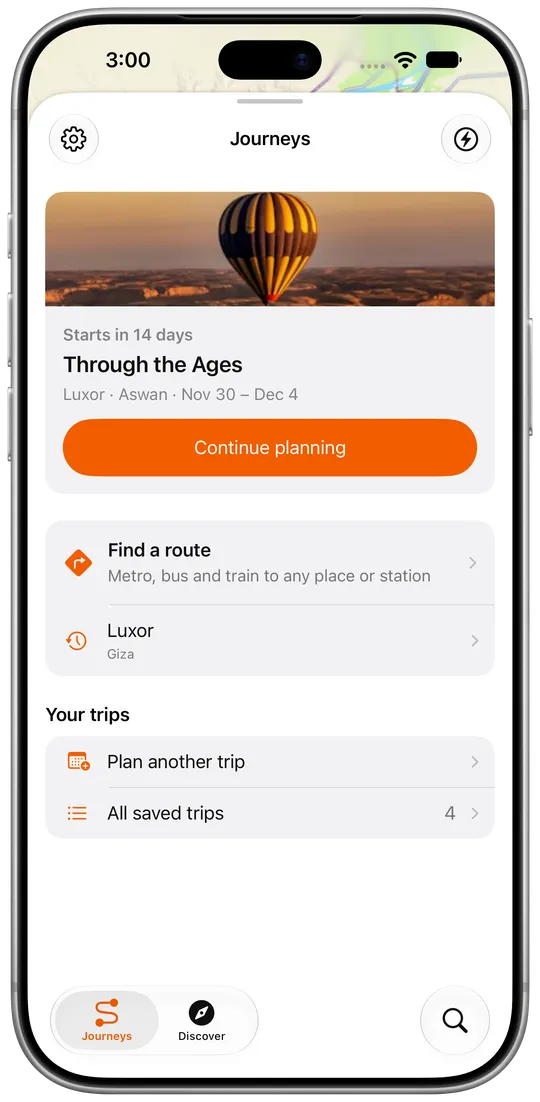 3:00
Journeys
Starts in 14 days
Through the Ages
Luxor · Aswan · Nov 30 – Dec 4
Continue planning
Find a route
Metro, bus and train to any place or station
Luxor
Giza
Your trips
Plan another trip
All saved trips 4
Journeys Discover